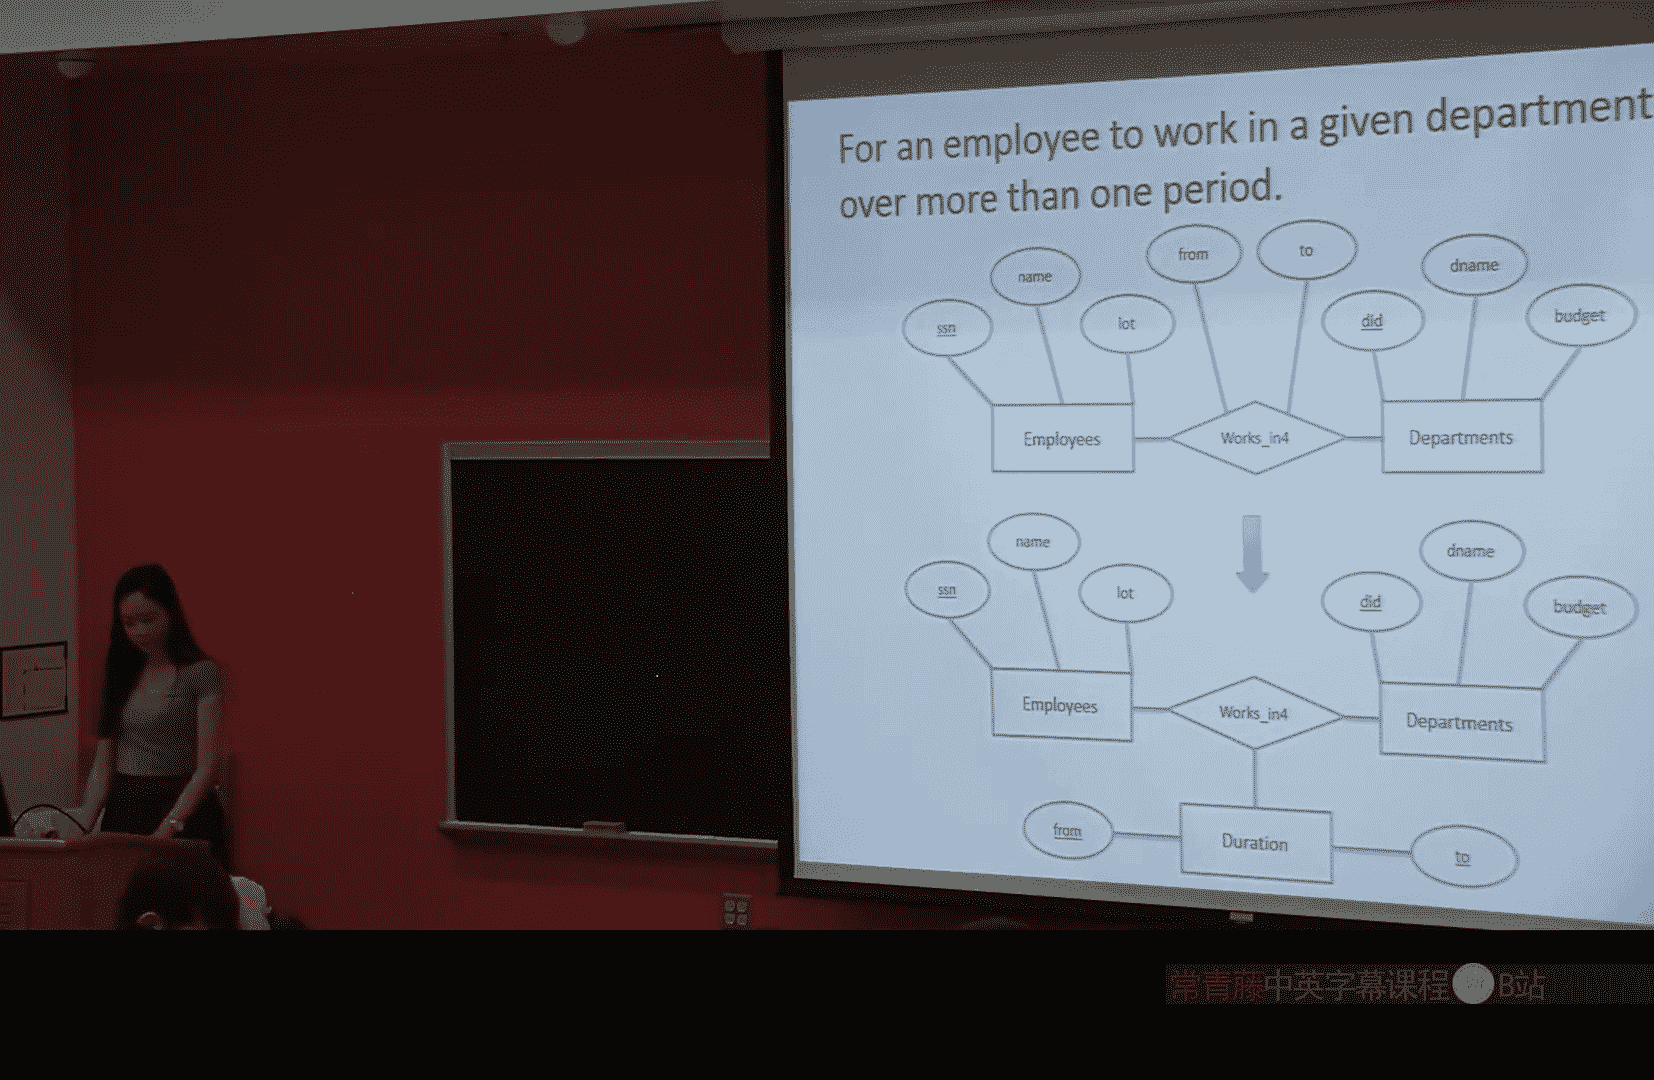 For an employee to work in a given department
over more than one period.
from
to
name
dname
ssn
lot
did
budget
Employees
Works_in4
Departments
name
dname
ssn
lot
did
budget
Employees
Works_in4
Departments
from
Duration
to
常青藤中英字幕课程
B站